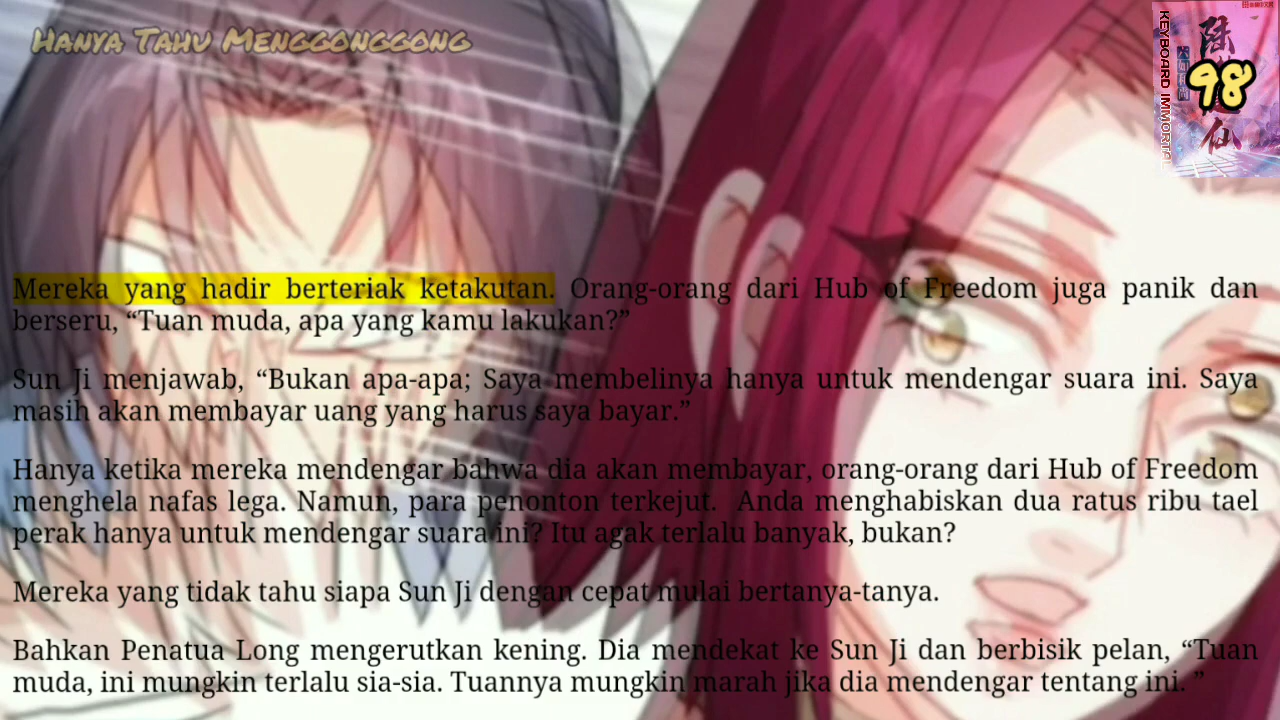 Hanya Tahu Menggonggong
KEYBOARD IMMORTAL
98
Mereka yang hadir berteriak ketakutan. Orang-orang dari Hub of Freedom juga panik dan
berseru, “Tuan muda, apa yang kamu lakukan?”
Sun Ji menjawab, “Bukan apa-apa; Saya membelinya hanya untuk mendengar suara ini. Saya
masih akan membayar uang yang harus saya bayar.”
Hanya ketika mereka mendengar bahwa dia akan membayar, orang-orang dari Hub of Freedom
menghela nafas lega. Namun, para penonton terkejut. Anda menghabiskan dua ratus ribu tael
perak hanya untuk mendengar suara ini? Itu agak terlalu banyak, bukan?
Mereka yang tidak tahu siapa Sun Ji dengan cepat mulai bertanya-tanya.
Bahkan Penatua Long mengerutkan kening. Dia mendekat ke Sun Ji dan berbisik pelan, “Tuan
muda, ini mungkin terlalu sia-sia. Tuannya mungkin marah jika dia mendengar tentang ini. ”